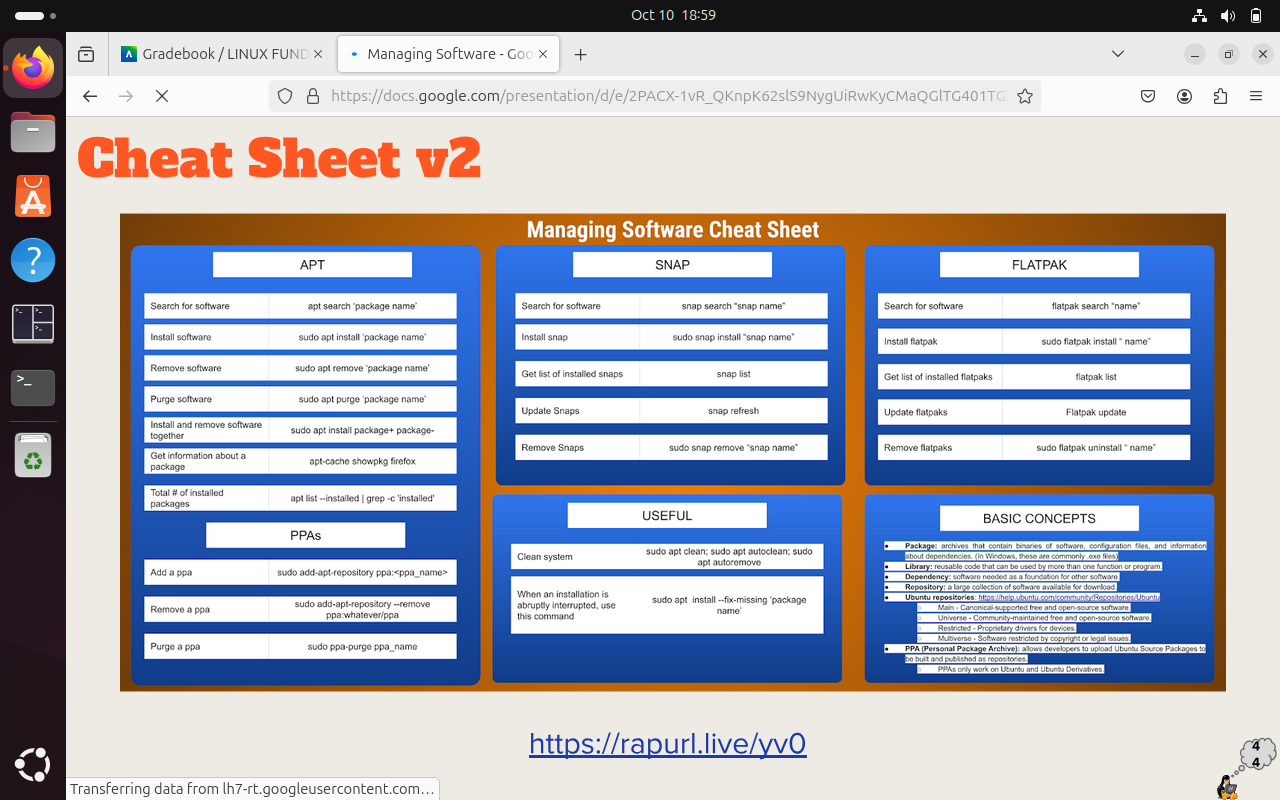 Oct 10 18:59
Gradebook / LINUX FUND
Managing Software - Goo
https://docs.google.com/presentation/d/e/2PACX-1vR_QKnpK62slS9NygUiRwKyCMaQGlTG401TG
Cheat Sheet v2
Managing Software Cheat Sheet
APT
Search for software apt search ‘package name’
Install software sudo apt install ‘package name’
Remove software sudo apt remove ‘package name’
Purge software sudo apt purge ‘package name’
Install and remove software
together
sudo apt install package+ package-
Get information about a
package
apt-cache showpkg firefox
Total # of installed
packages
apt list --installed | grep -c 'installed'
PPAs
Add a ppa sudo add-apt-repository ppa:<ppa_name>
Remove a ppa
sudo add-apt-repository --remove
ppa:whatever/ppa
Purge a ppa sudo ppa-purge ppa_name
SNAP
Search for software snap search “snap name”
Install snap sudo snap install “snap name”
Get list of installed snaps snap list
Update Snaps snap refresh
Remove Snaps sudo snap remove “snap name”
FLATPAK
Search for software flatpak search “name”
Install flatpak sudo flatpak install “ name”
Get list of installed flatpaks flatpak list
Update flatpaks Flatpak update
Remove flatpaks sudo flatpak uninstall “ name”
USEFUL
Clean system
sudo apt clean; sudo apt autoclean; sudo
apt autoremove
When an installation is
abruptly interrupted, use
this command
sudo apt install --fix-missing 'package
name'
BASIC CONCEPTS
● Package: archives that contain binaries of software, configuration files, and information
about dependencies. (In Windows, these are commonly .exe files)
● Library: reusable code that can be used by more than one function or program.
● Dependency: software needed as a foundation for other software.
● Repository: a large collection of software available for download.
● Ubuntu repositories: https://help.ubuntu.com/community/Repositories/Ubuntu
○ Main - Canonical-supported free and open-source software.
○ Universe - Community-maintained free and open-source software.
○ Restricted - Proprietary drivers for devices.
○ Multiverse - Software restricted by copyright or legal issues.
● PPA (Personal Package Archive): allows developers to upload Ubuntu Source Packages to
be built and published as repositories.
○ PPAs only work on Ubuntu and Ubuntu Derivatives.
https://rapurl.live/yv0
4
4
Transferring data from lh7-rt.googleusercontent.com…